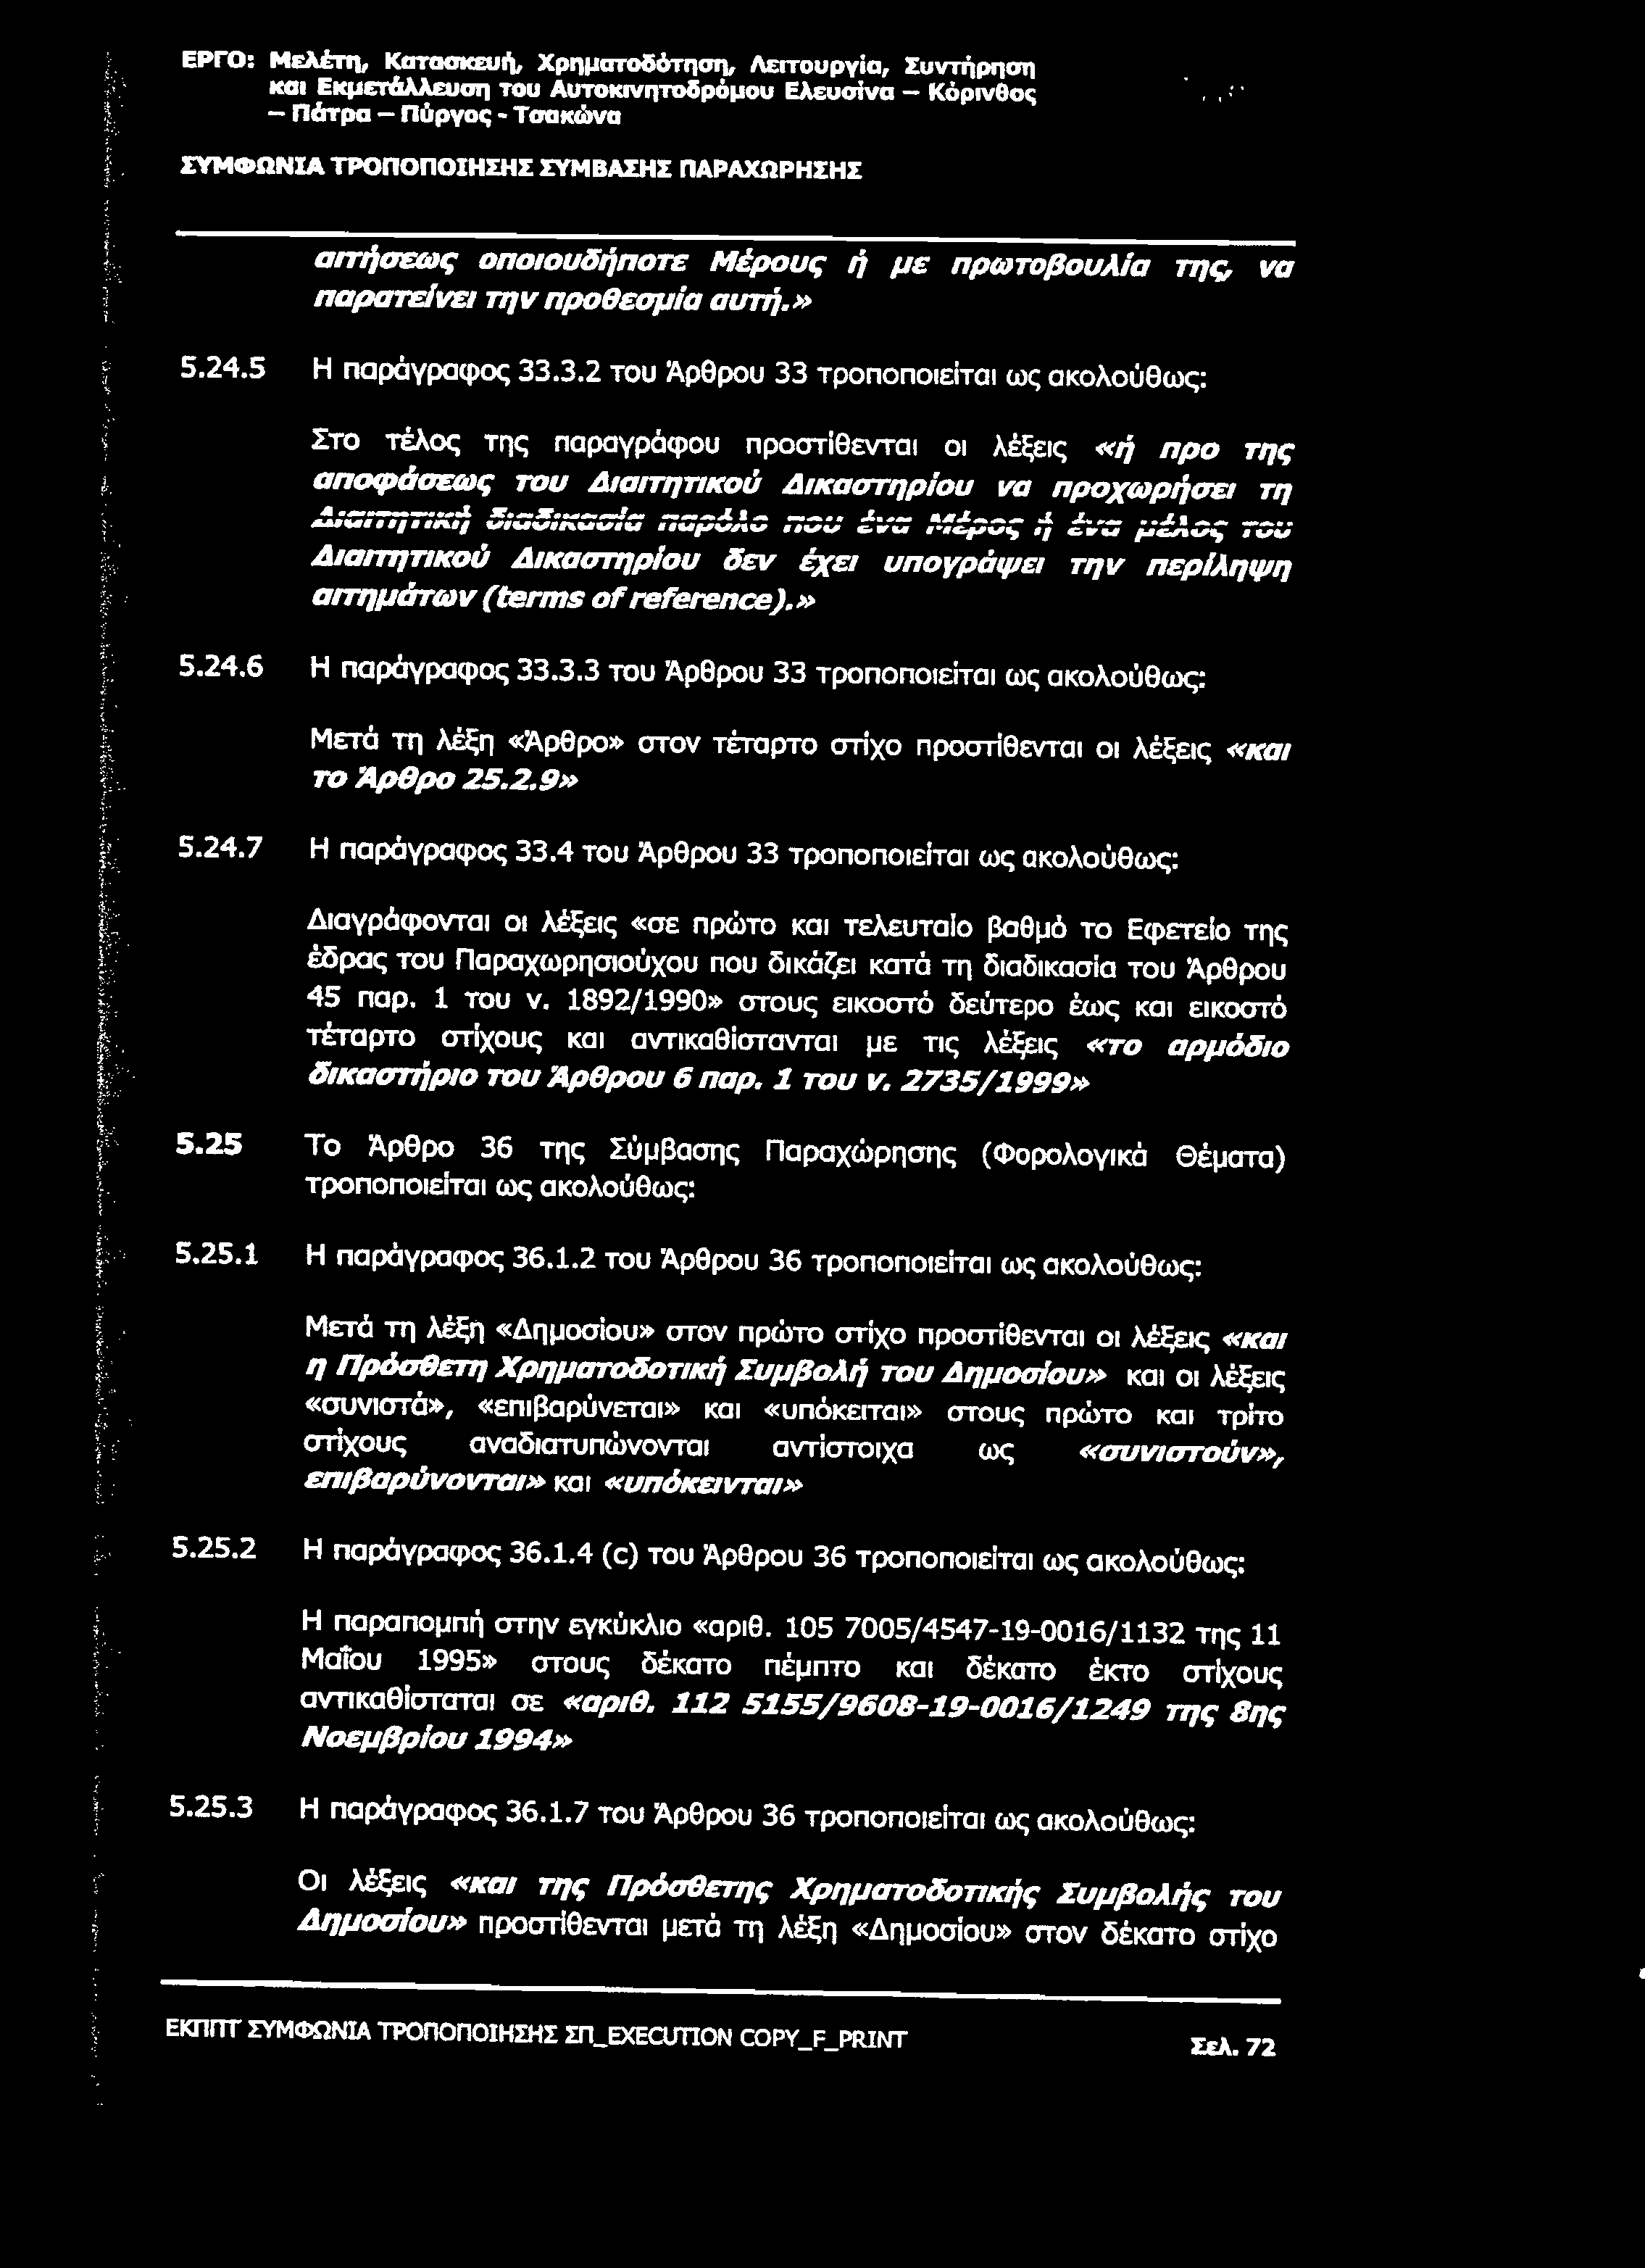 ΕΡΓΟ: Μελέτη, Κατασκευή, Χρηματοδότηση, Λειτουργία, Συντήρηση
και Εκμετάλλευση του Αυτοκινητοδρόμου Ελευσίνα – Κόρινθος
– Πάτρα – Πύργος - Τσακώνα
ΣΥΜΦΩΝΙΑ ΤΡΟΠΟΠΟΙΗΣΗΣ ΣΥΜΒΑΣΗΣ ΠΑΡΑΧΩΡΗΣΗΣ
αιτήσεως οποιουδήποτε Μέρους ή με πρωτοβουλία της, να
παρατείνει την προθεσμία αυτή.»
5.24.5 Η παράγραφος 33.3.2 του Άρθρου 33 τροποποιείται ως ακολούθως:
Στο τέλος της παραγράφου προστίθενται οι λέξεις «ή προ της
αποφάσεως του Διαιτητικού Δικαστηρίου να προχωρήσει τη
Διαιτητική διαδικασία παρόλο που ένα Μέρος ή ένα μέλος του
Διαιτητικού Δικαστηρίου δεν έχει υπογράψει την περίληψη
αιτημάτων (terms of reference).»
5.24.6 Η παράγραφος 33.3.3 του Άρθρου 33 τροποποιείται ως ακολούθως:
Μετά τη λέξη «Άρθρο» στον τέταρτο στίχο προστίθενται οι λέξεις «και
το Άρθρο 25.2.9»
5.24.7 Η παράγραφος 33.4 του Άρθρου 33 τροποποιείται ως ακολούθως:
Διαγράφονται οι λέξεις «σε πρώτο και τελευταίο βαθμό το Εφετείο της
έδρας του Παραχωρησιούχου που δικάζει κατά τη διαδικασία του Άρθρου
45 παρ. 1 του ν. 1892/1990» στους εικοστό δεύτερο έως και εικοστό
τέταρτο στίχους και αντικαθίστανται με τις λέξεις «το αρμόδιο
δικαστήριο του Άρθρου 6 παρ. 1 του ν. 2735/1999»
5.25 Το Άρθρο 36 της Σύμβασης Παραχώρησης (Φορολογικά Θέματα)
τροποποιείται ως ακολούθως:
5.25.1 Η παράγραφος 36.1.2 του Άρθρου 36 τροποποιείται ως ακολούθως:
Μετά τη λέξη «Δημοσίου» στον πρώτο στίχο προστίθενται οι λέξεις «και
η Πρόσθετη Χρηματοδοτική Συμβολή του Δημοσίου» και οι λέξεις
«συνιστά», «επιβαρύνεται» και «υπόκειται» στους πρώτο και τρίτο
στίχους αναδιατυπώνονται αντίστοιχα ως «συνιστούν»,
επιβαρύνονται» και «υπόκεινται»
5.25.2 Η παράγραφος 36.1.4 (c) του Άρθρου 36 τροποποιείται ως ακολούθως:
Η παραπομπή στην εγκύκλιο «αριθ. 105 7005/4547-19-0016/1132 της 11
Μαΐου 1995» στους δέκατο πέμπτο και δέκατο έκτο στίχους
αντικαθίσταται σε «αριθ. 112 5155/9608-19-0016/1249 της 8ης
Νοεμβρίου 1994»
5.25.3 Η παράγραφος 36.1.7 του Άρθρου 36 τροποποιείται ως ακολούθως:
Οι λέξεις «και της Πρόσθετης Χρηματοδοτικής Συμβολής του
Δημοσίου» προστίθενται μετά τη λέξη «Δημοσίου» στον δέκατο στίχο
ΕΚΠΠΤ ΣΥΜΦΩΝΙΑ ΤΡΟΠΟΠΟΙΗΣΗΣ ΣΠ_EXECUTION COPY_F_PRINT Σελ. 72